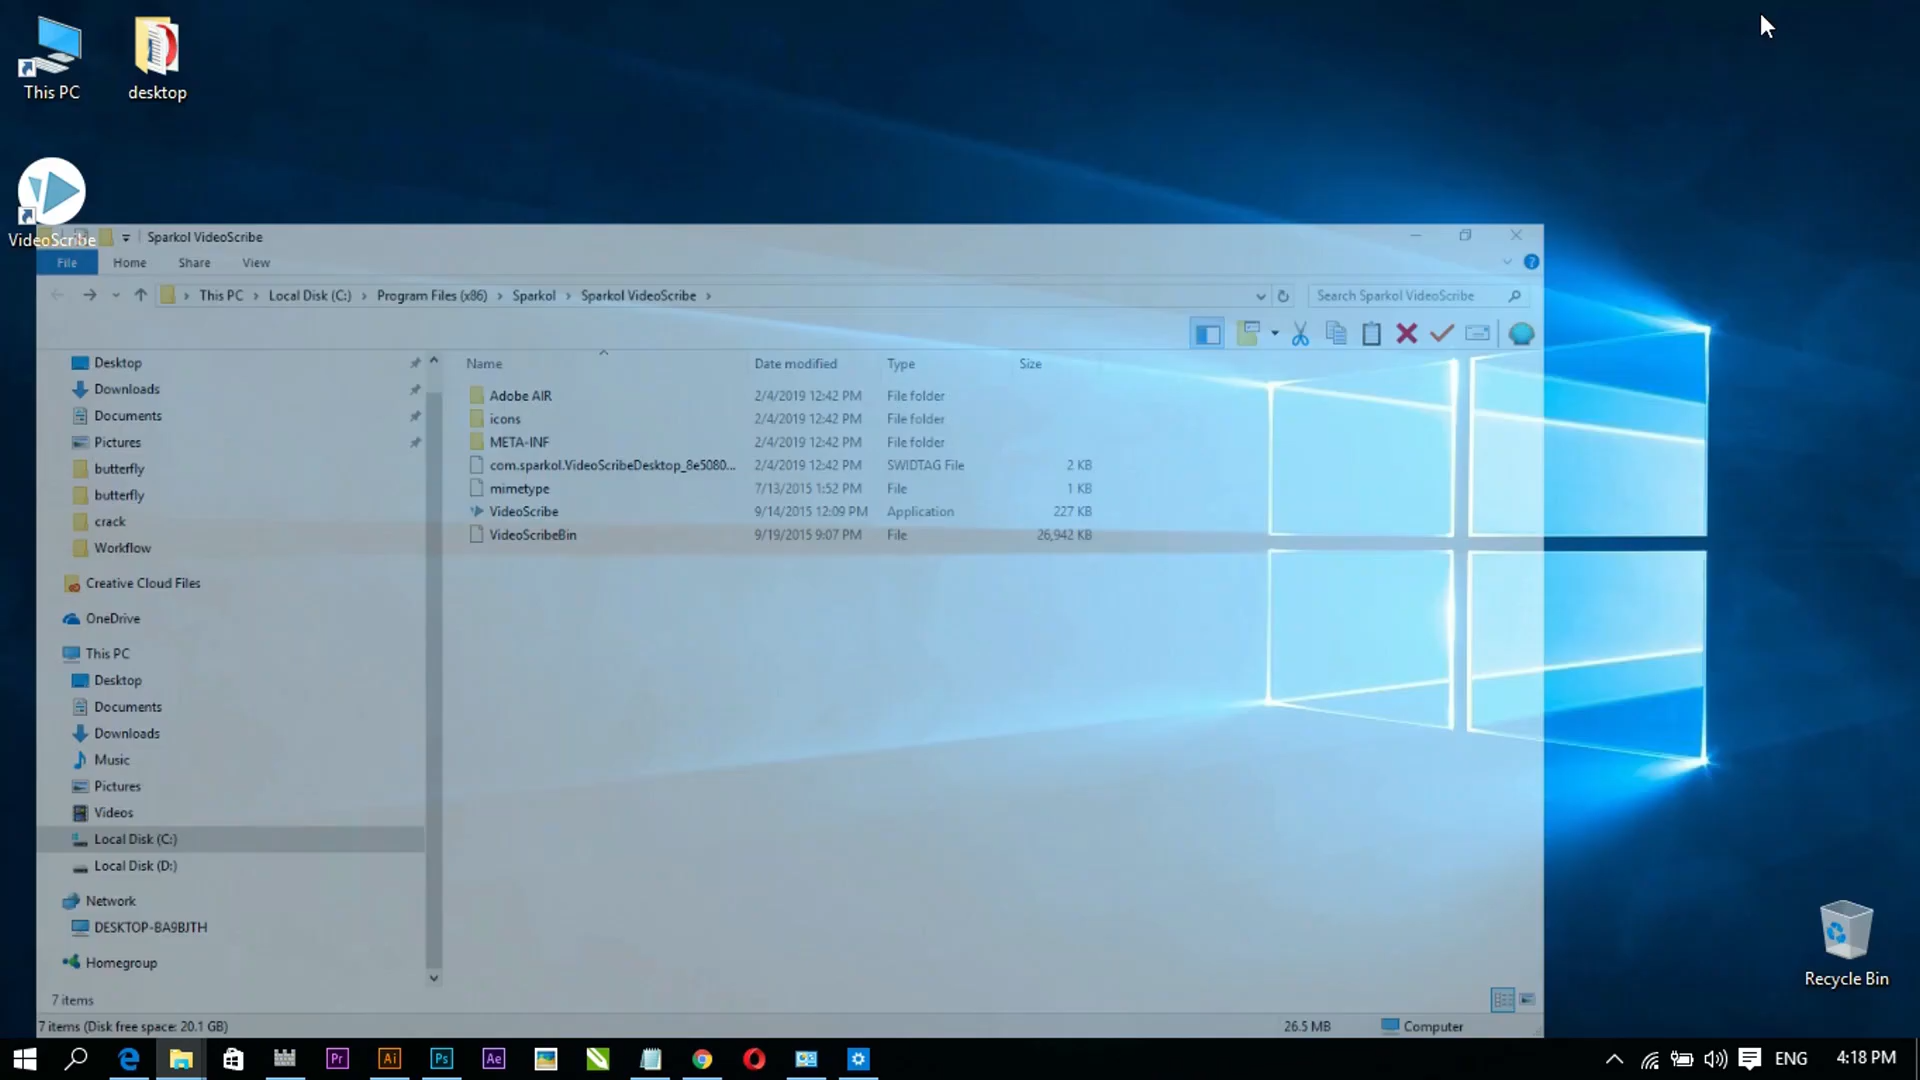 This PC
desktop
VideoScribe
Sparkol VideoScribe
File Home Share View
This PC Local Disk (C:) Program Files (x86) Sparkol Sparkol VideoScribe
Search Sparkol VideoScribe
Name Date modified Type Size
Adobe AIR 2/4/2019 12:42 PM File folder
icons 2/4/2019 12:42 PM File folder
META-INF 2/4/2019 12:42 PM File folder
com.sparkol.VideoScribeDesktop_8e5080... 2/4/2019 12:42 PM SWIDTAG File 2 KB
mimetype 7/13/2015 1:52 PM File 1 KB
VideoScribe 9/14/2015 12:09 PM Application 227 KB
VideoScribeBin 9/19/2015 9:07 PM File 26,942 KB
Desktop
Downloads
Documents
Pictures
butterfly
butterfly
crack
Workflow
Creative Cloud Files
OneDrive
This PC
Desktop
Documents
Downloads
Music
Pictures
Videos
Local Disk (C:)
Local Disk (D:)
Network
DESKTOP-BA9BJTH
Homegroup
7 items
7 items (Disk free space: 20.1 GB) 26.5 MB Computer
Recycle Bin
Pr Ai Ps Ae
ENG 4:18 PM